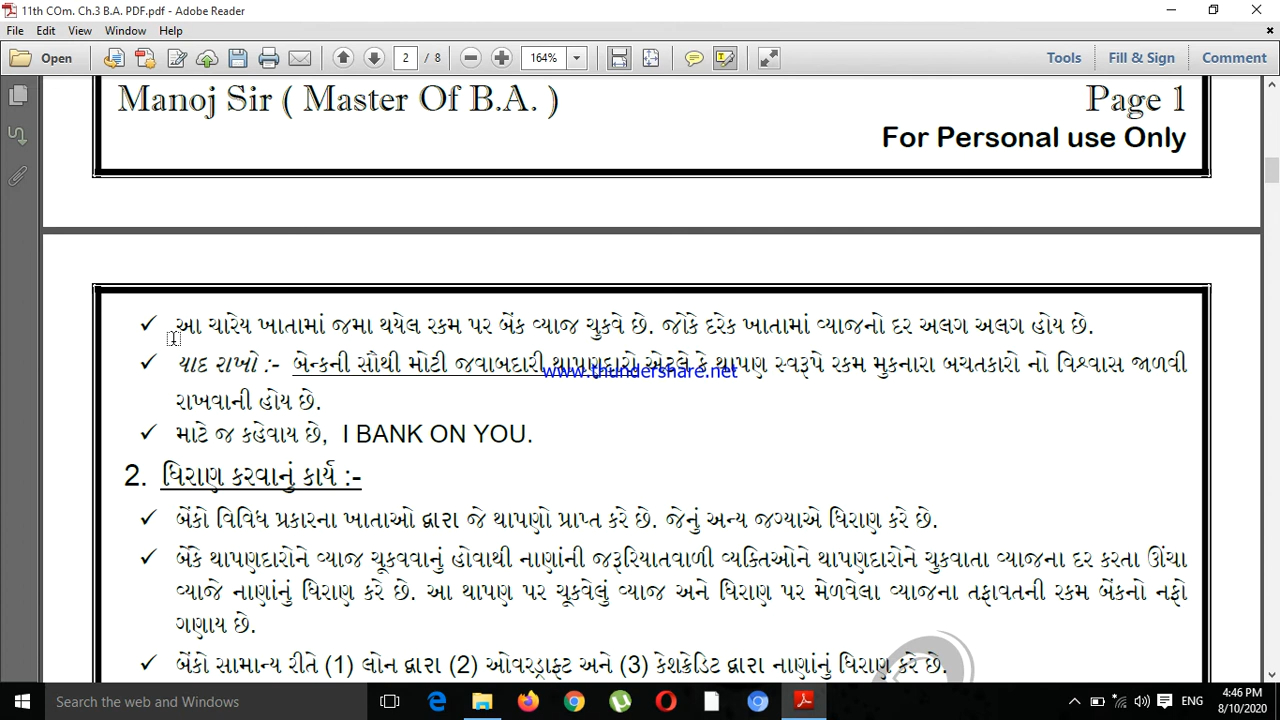 11th COm. Ch.3 B.A. PDF.pdf - Adobe Reader
File Edit View Window Help
Open 2 / 8 164% Tools Fill & Sign Comment
Manoj Sir ( Master Of B.A. ) Page 1
For Personal use Only
આ ચારેય ખાતામાં જમા થયેલ રકમ પર બેંક વ્યાજ ચુકવે છે. જોકે દરેક ખાતામાં વ્યાજનો દર અલગ અલગ હોય છે.
યાદ રાખો :- બેન્કની સૌથી મોટી જવાબદારી થાપણદારો એટલે કે થાપણ સ્વરૂપે રકમ મુકનારા બચતકારો નો વિશ્વાસ જાળવી
www.thundershare.net
રાખવાની હોય છે.
માટે જ કહેવાય છે, I BANK ON YOU.
2. ધિરાણ કરવાનું કાર્ય :-
બેંકો વિવિધ પ્રકારના ખાતાઓ દ્વારા જે થાપણો પ્રાપ્ત કરે છે. જેનું અન્ય જગ્યાએ ધિરાણ કરે છે.
બેંકે થાપણદારોને વ્યાજ ચૂકવવાનું હોવાથી નાણાંની જરૂરિયાતવાળી વ્યક્તિઓને થાપણદારોને ચુકવાતા વ્યાજના દર કરતા ઊંચા
વ્યાજે નાણાંનું ધિરાણ કરે છે. આ થાપણ પર ચૂકવેલું વ્યાજ અને ધિરાણ પર મેળવેલા વ્યાજના તફાવતની રકમ બેંકનો નફો
ગણાય છે.
બેંકો સામાન્ય રીતે (1) લોન દ્વારા (2) ઓવરડ્રાફ્ટ અને (3) કેશક્રેડિટ દ્વારા નાણાંનું ધિરાણ કરે છે.
Search the web and Windows
ENG
4:46 PM
8/10/2020